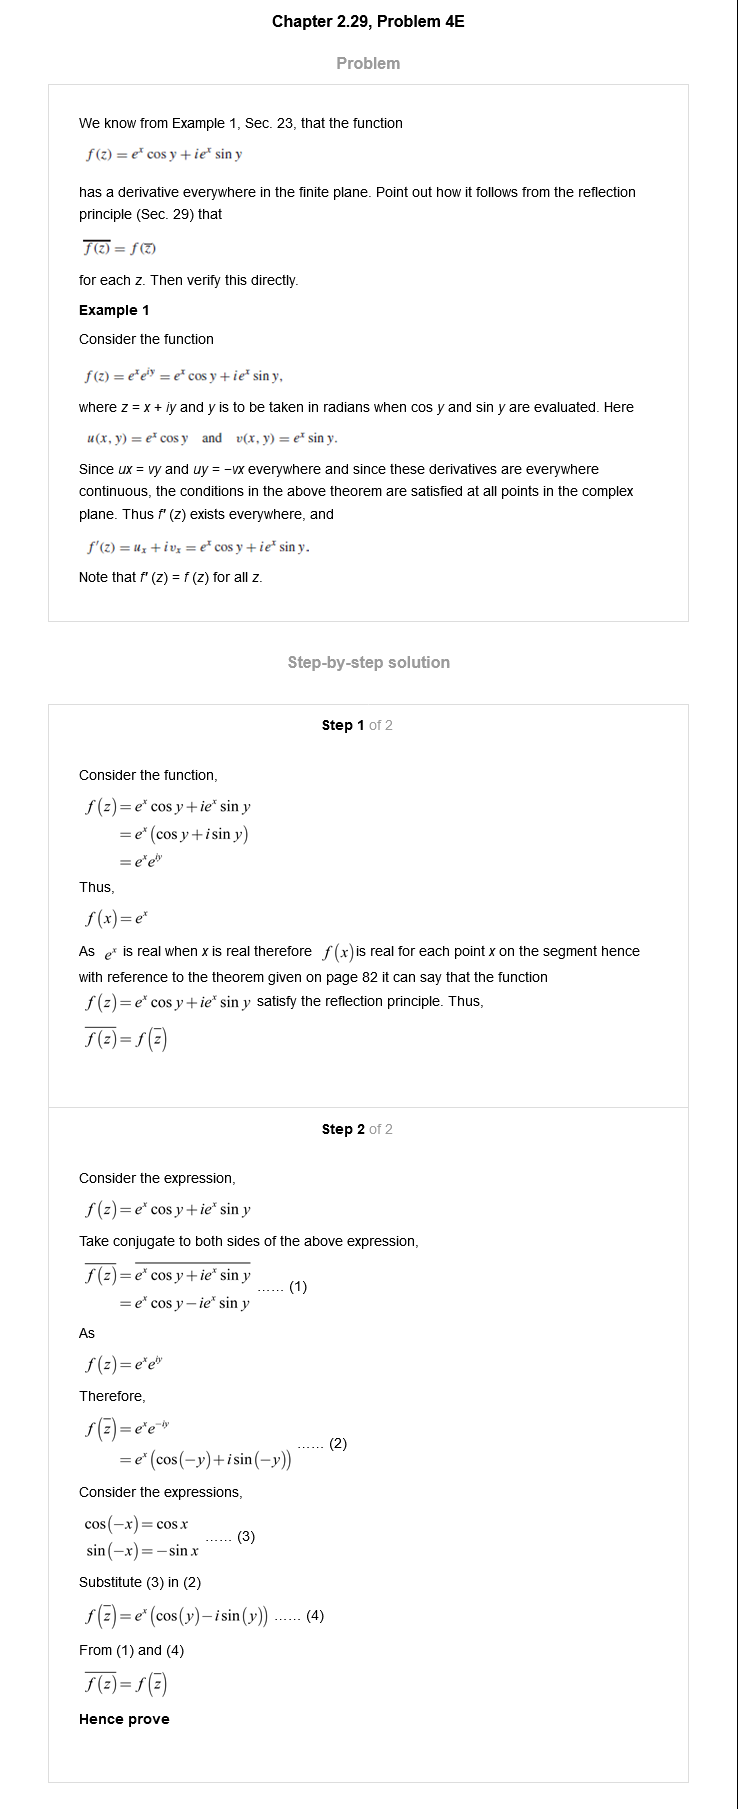 Chapter 2.29, Problem 4E
Problem
We know from Example 1, Sec. 23, that the function
f(z) = e^x cos y + ie^x sin y
has a derivative everywhere in the finite plane. Point out how it follows from the reflection
principle (Sec. 29) that
\overline{f(z)} = f(\overline{z})
for each z. Then verify this directly.
Example 1
Consider the function
f(z) = e^x e^{iy} = e^x cos y + ie^x sin y,
where z = x + iy and y is to be taken in radians when cos y and sin y are evaluated. Here
u(x, y) = e^x cos y and v(x, y) = e^x sin y.
Since ux = vy and uy = −vx everywhere and since these derivatives are everywhere
continuous, the conditions in the above theorem are satisfied at all points in the complex
plane. Thus f′ (z) exists everywhere, and
f′(z) = u_x + iv_x = e^x cos y + ie^x sin y.
Note that f′ (z) = f (z) for all z.
Step-by-step solution
Step 1 of 2
Consider the function,
f(z) = e^x cos y + ie^x sin y
= e^x (cos y + i sin y)
= e^x e^{iy}
Thus,
f(x) = e^x
As e^x is real when x is real therefore f(x) is real for each point x on the segment hence
with reference to the theorem given on page 82 it can say that the function
f(z) = e^x cos y + ie^x sin y satisfy the reflection principle. Thus,
\overline{f(z)} = f(\overline{z})
Step 2 of 2
Consider the expression,
f(z) = e^x cos y + ie^x sin y
Take conjugate to both sides of the above expression,
\overline{f(z)} = \overline{e^x cos y + ie^x sin y}
= e^x cos y − ie^x sin y ...... (1)
As
f(z) = e^x e^{iy}
Therefore,
f(\overline{z}) = e^x e^{−iy}
= e^x (cos(−y) + i sin(−y)) ...... (2)
Consider the expressions,
cos(−x) = cos x
sin(−x) = − sin x ...... (3)
Substitute (3) in (2)
f(\overline{z}) = e^x (cos(y) − i sin(y)) ...... (4)
From (1) and (4)
\overline{f(z)} = f(\overline{z})
Hence prove